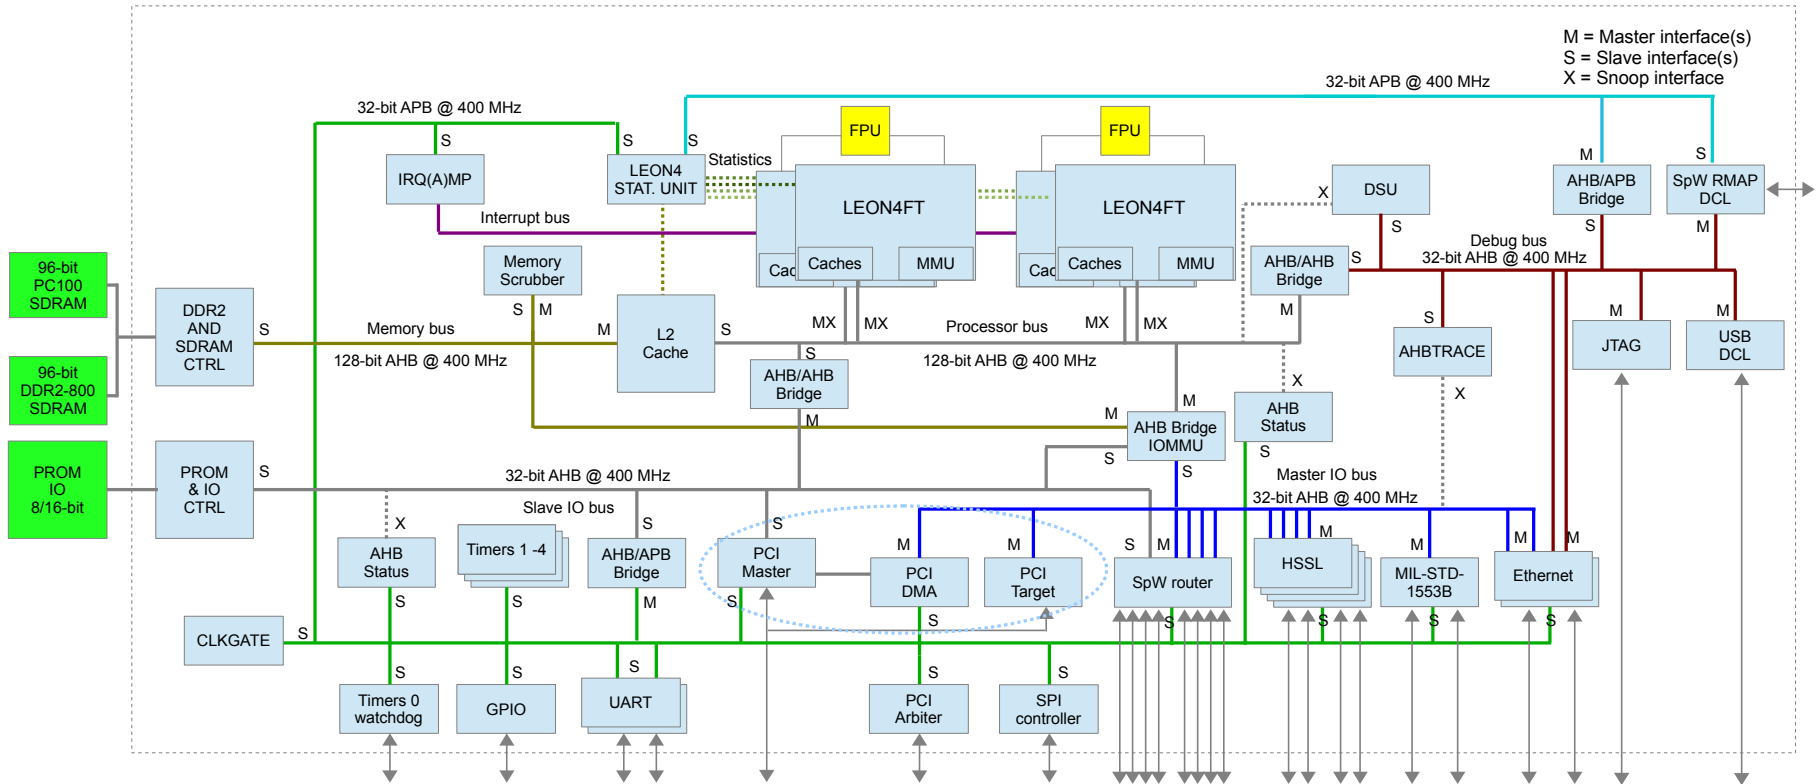 M = Master interface(s)
S = Slave interface(s)
X = Snoop interface
32-bit APB @ 400 MHz
32-bit APB @ 400 MHz
FPU
FPU
S
S
S
Statistics
M
S
IRQ(A)MP
LEON4
STAT. UNIT
LEON4FT
LEON4FT
X
DSU
AHB/APB
Bridge
SpW RMAP
DCL
Interrupt bus
S
S
M
Debug bus
32-bit AHB @ 400 MHz
Memory
Scrubber
Cac
Caches
MMU
Cac
Caches
MMU
AHB/AHB
Bridge
S
96-bit
PC100
SDRAM
DDR2
AND
SDRAM
CTRL
S
S
M
M
M
S
M
M
Memory bus
M
L2
Cache
S
MX
MX
Processor bus
MX
MX
128-bit AHB @ 400 MHz
128-bit AHB @ 400 MHz
S
AHBTRACE
JTAG
USB
DCL
96-bit
DDR2-800
SDRAM
AHB/AHB
Bridge
X
X
M
M
M
AHB Bridge
IOMMU
AHB
Status
S
S
S
PROM
IO
8/16-bit
PROM
& IO
CTRL
S
32-bit AHB @ 400 MHz
Master IO bus
32-bit AHB @ 400 MHz
Slave IO bus
X
S
S
M
M
S
M
M
M
M
M
AHB
Status
Timers 1 -4
AHB/APB
Bridge
PCI
Master
PCI
DMA
PCI
Target
SpW router
HSSL
MIL-STD-
1553B
Ethernet
S
S
M
S
S
S
S
S
S
CLKGATE
S
S
S
S
S
S
Timers 0
watchdog
GPIO
UART
PCI
Arbiter
SPI
controller